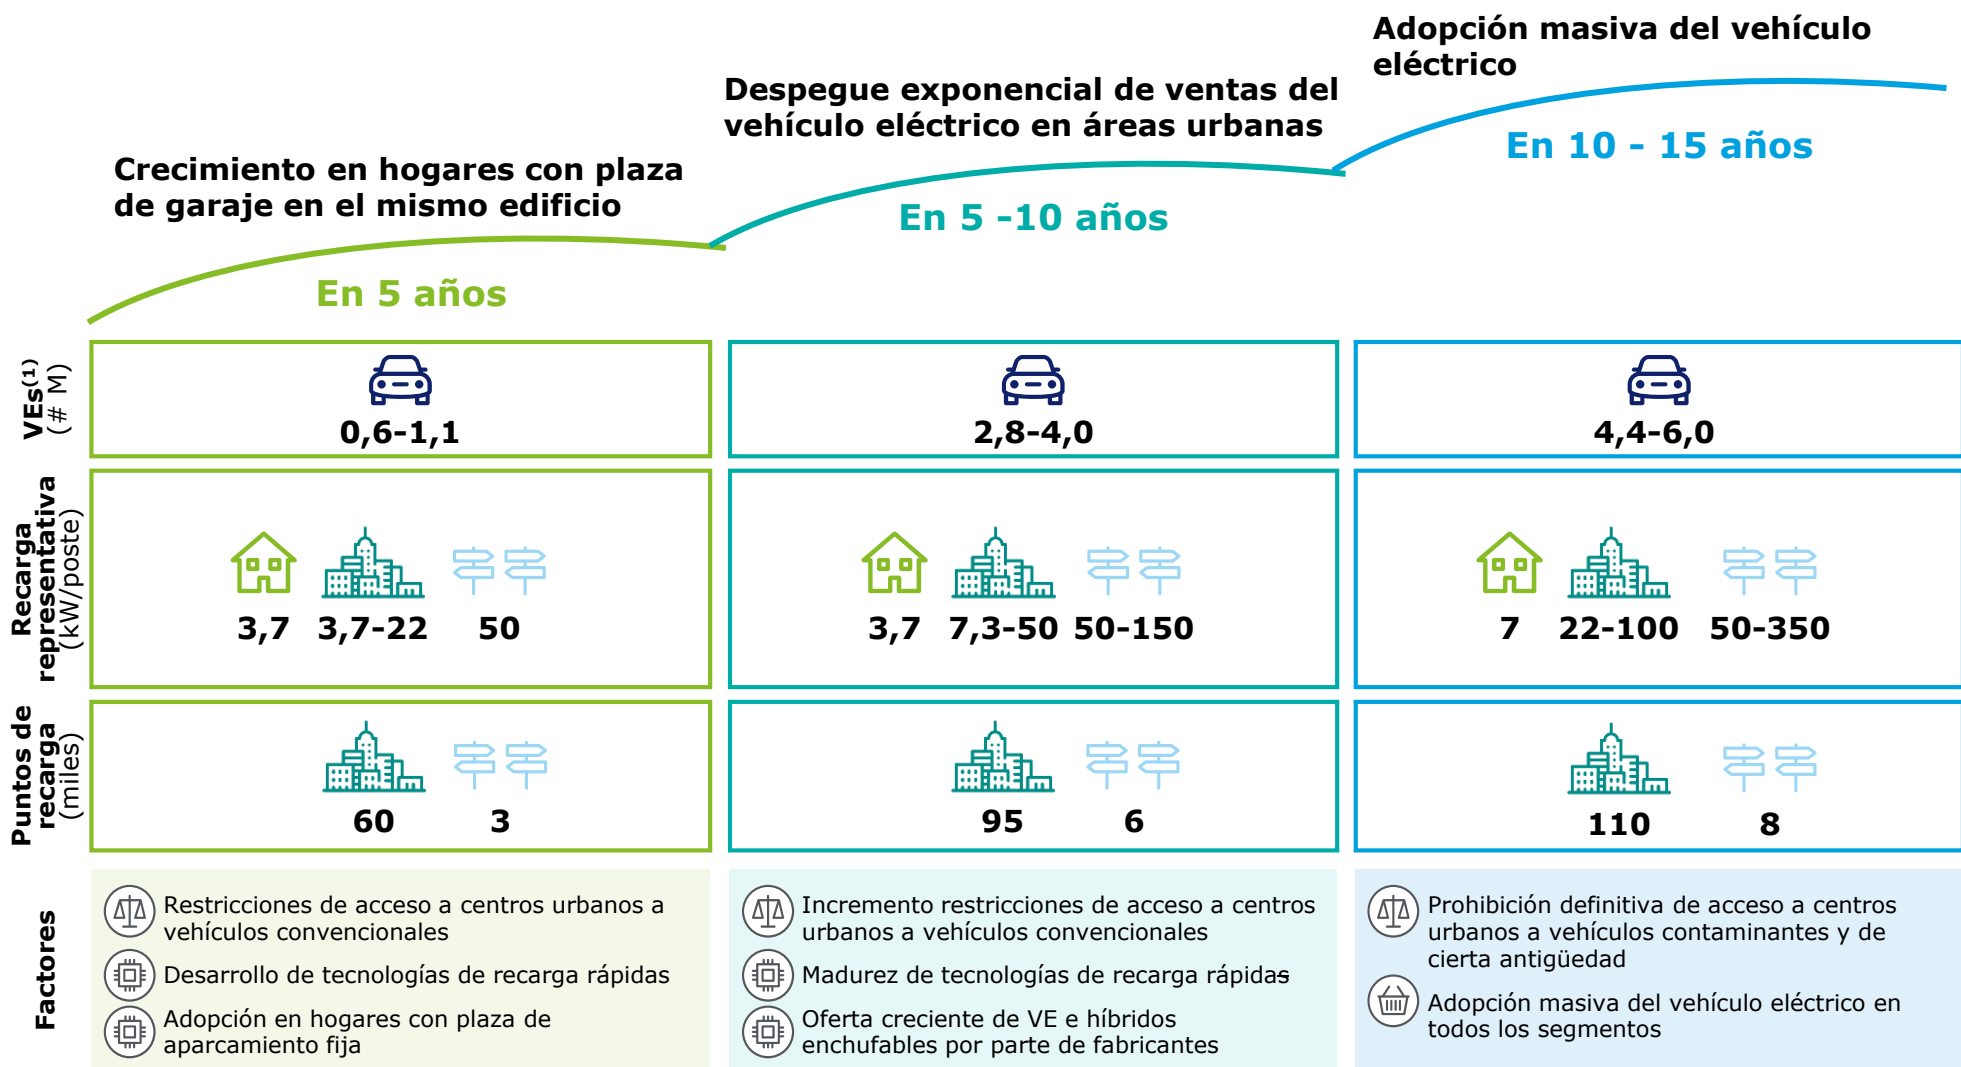 Adopción masiva del vehículo
eléctrico
Despegue exponencial de ventas del
vehículo eléctrico en áreas urbanas
En 10 - 15 años
Crecimiento en hogares con plaza
de garaje en el mismo edificio
En 5 -10 años
En 5 años
VEs(1)
(# M)
0,6-1,1
2,8-4,0
4,4-6,0
Recarga
representativa
(kW/poste)
3,7 3,7-22 50
3,7 7,3-50 50-150
7 22-100 50-350
Puntos de
recarga
(miles)
60 3
95 6
110 8
Factores
Restricciones de acceso a centros urbanos a
vehículos convencionales
Desarrollo de tecnologías de recarga rápidas
Adopción en hogares con plaza de
aparcamiento fija
Incremento restricciones de acceso a centros
urbanos a vehículos convencionales
Madurez de tecnologías de recarga rápidas
Oferta creciente de VE e híbridos
enchufables por parte de fabricantes
Prohibición definitiva de acceso a centros
urbanos a vehículos contaminantes y de
cierta antigüedad
Adopción masiva del vehículo eléctrico en
todos los segmentos